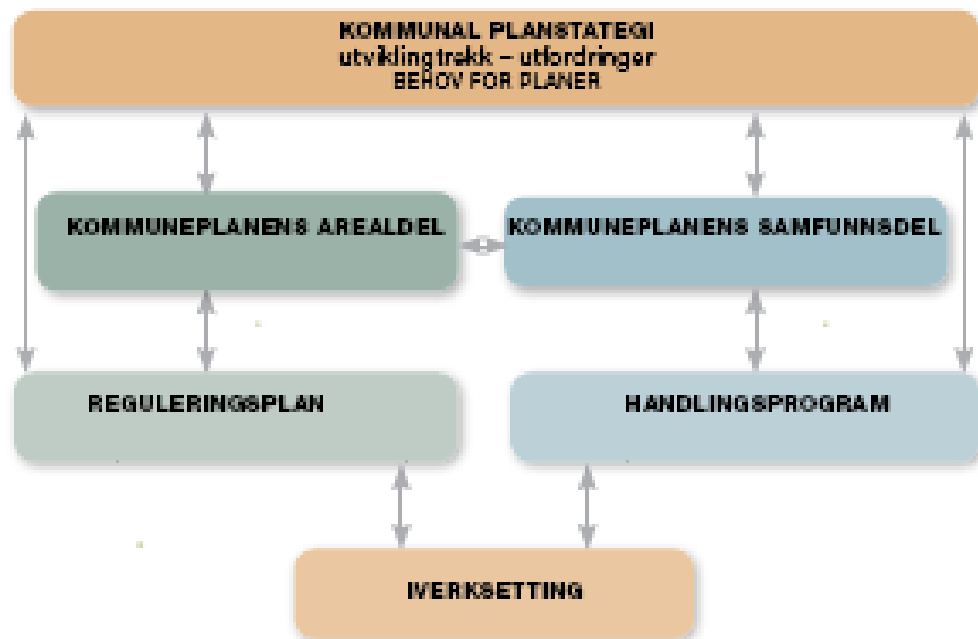 KOMMUNAL PLANSTATEGI
utviklingtrekk – utfordringer
BEHOV FOR PLANER
KOMMUNEPLANENS AREALDEL
KOMMUNEPLANENS SAMFUNNSDEL
REGULERINGSPLAN
HANDLINGSPROGRAM
IVERKSETTING